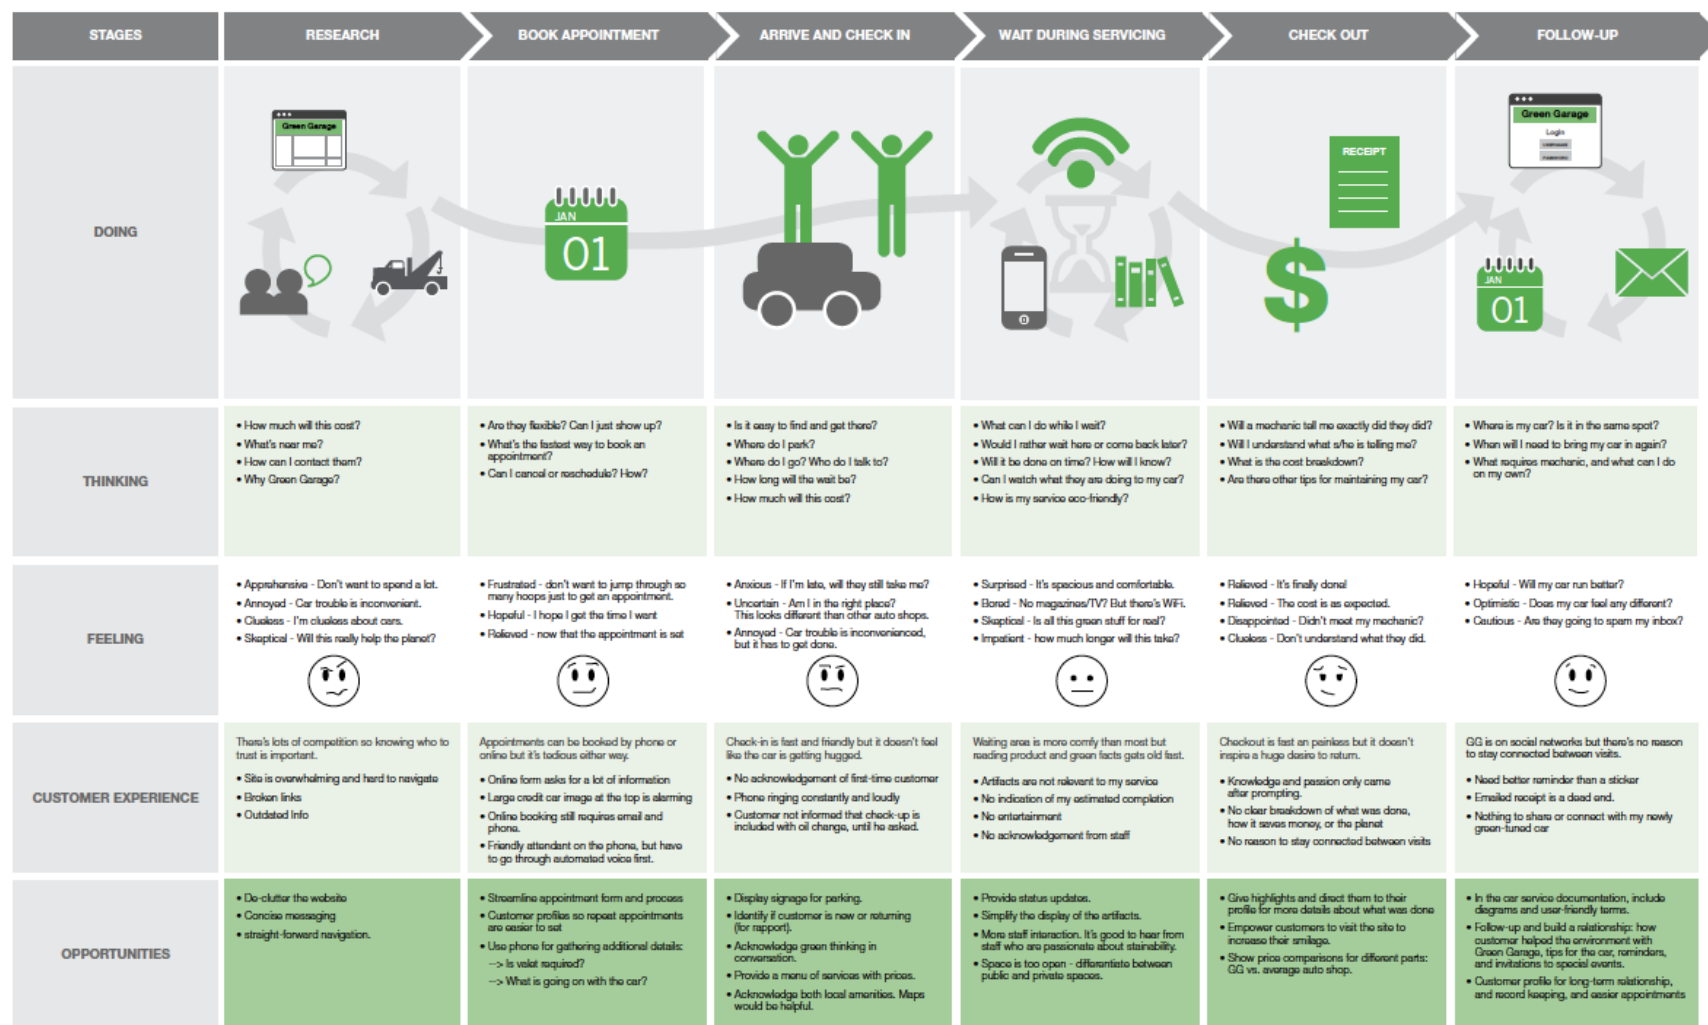 STAGES
RESEARCH
BOOK APPOINTMENT
ARRIVE AND CHECK IN
WAIT DURING SERVICING
CHECK OUT
FOLLOW-UP
DOING
Green Garage
JAN
01
RECEIPT
$
Green Garage
Login
USERNAME
PASSWORD
JAN
01
THINKING
• How much will this cost?
• What's near me?
• How can I contact them?
• Why Green Garage?
• Are they flexible? Can I just show up?
• What's the fastest way to book an
appointment?
• Can I cancel or reschedule? How?
• Is it easy to find and get there?
• Where do I park?
• Where do I go? Who do I talk to?
• How long will the wait be?
• How much will this cost?
• What can I do while I wait?
• Would I rather wait here or come back later?
• Will it be done on time? How will I know?
• Can I watch what they are doing to my car?
• How is my service eco-friendly?
• Will a mechanic tell me exactly did they did?
• Will I understand what s/he is telling me?
• What is the cost breakdown?
• Are there other tips for maintaining my car?
• Where is my car? Is it in the same spot?
• When will I need to bring my car in again?
• What requires mechanic, and what can I do
on my own?
FEELING
• Apprehensive - Don't want to spend a lot.
• Annoyed - Car trouble is inconvenient.
• Clueless - I'm clueless about cars.
• Skeptical - Will this really help the planet?
• Frustrated - don't want to jump through so
many hoops just to get an appointment.
• Hopeful - I hope I get the time I want
• Relieved - now that the appointment is set
• Anxious - If I'm late, will they still take me?
• Uncertain - Am I in the right place?
This looks different than other auto shops.
• Annoyed - Car trouble is inconvenienced,
but it has to get done.
• Surprised - It's spacious and comfortable.
• Bored - No magazines/TV? But there's WiFi.
• Skeptical - Is all this green stuff for real?
• Impatient - how much longer will this take?
• Relieved - It's finally done!
• Relieved - The cost is as expected.
• Disappointed - Didn't meet my mechanic?
• Clueless - Don't understand what they did.
• Hopeful - Will my car run better?
• Optimistic - Does my car feel any different?
• Cautious - Are they going to spam my inbox?
CUSTOMER EXPERIENCE
There's lots of competition so knowing who to
trust is important.
• Site is overwhelming and hard to navigate
• Broken links
• Outdated Info
Appointments can be booked by phone or
online but it's tedious either way.
• Online form asks for a lot of information
• Large credit car image at the top is alarming
• Online booking still requires email and
phone.
• Friendly attendant on the phone, but have
to go through automated voice first.
Check-in is fast and friendly but it doesn't feel
like the car is getting hugged.
• No acknowledgement of first-time customer
• Phone ringing constantly and loudly
• Customer not informed that check-up is
included with oil change, until he asked.
Waiting area is more comfy than most but
reading product and green facts gets old fast.
• Artifacts are not relevant to my service
• No indication of my estimated completion
• No entertainment
• No acknowledgement from staff
Checkout is fast an painless but it doesn't
inspire a huge desire to return.
• Knowledge and passion only came
after prompting.
• No clear breakdown of what was done,
how it saves money, or the planet
• No reason to stay connected between visits
GG is on social networks but there's no reason
to stay connected between visits.
• Need better reminder than a sticker
• Emailed receipt is a dead end.
• Nothing to share or connect with my newly
green-tuned car
OPPORTUNITIES
• De-clutter the website
• Concise messaging
• straight-forward navigation.
• Streamline appointment form and process
• Customer profiles so repeat appointments
are easier to set
• Use phone for gathering additional details:
--> Is valet required?
--> What is going on with the car?
• Display signage for parking.
• Identify if customer is new or returning
(for rapport).
• Acknowledge green thinking in
conversation.
• Provide a menu of services with prices.
• Acknowledge both local amenities. Maps
would be helpful.
• Provide status updates.
• Simplify the display of the artifacts.
• More staff interaction. It's good to hear from
staff who are passionate about stainability.
• Space is too open - differentiate between
public and private spaces.
• Give highlights and direct them to their
profile for more details about what was done
• Empower customers to visit the site to
increase their smilage.
• Show price comparisons for different parts:
GG vs. average auto shop.
• In the car service documentation, include
diagrams and user-friendly terms.
• Follow-up and build a relationship: how
customer helped the environment with
Green Garage, tips for the car, reminders,
and invitations to special events.
• Customer profile for long-term relationship,
and record keeping, and easier appointments